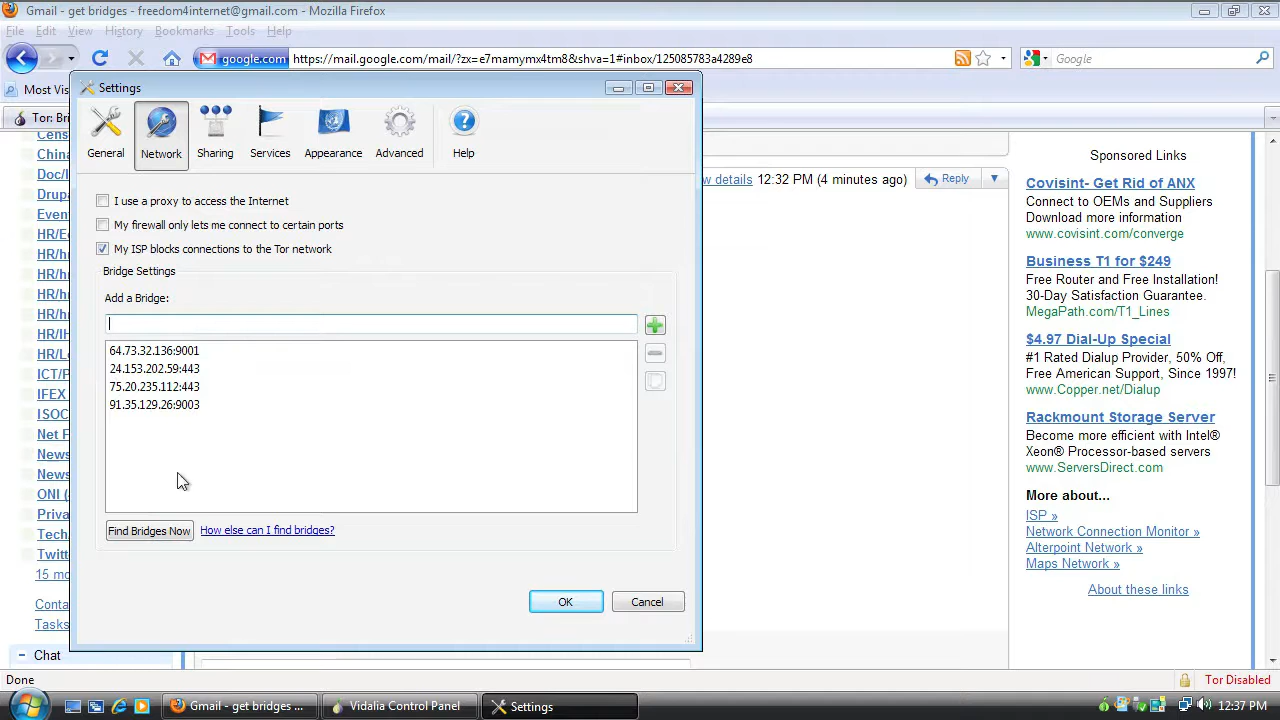 Gmail - get bridges - freedom4internet@gmail.com - Mozilla Firefox
File Edit View History Bookmarks Tools Help
google.com https://mail.google.com/mail/?zx=e7mamymx4tm8&shva=1#inbox/125085783a4289e8
Google
Most Vis
Tor: Bri
Settings
General
Network
Sharing
Services
Appearance
Advanced
Help
I use a proxy to access the Internet
My firewall only lets me connect to certain ports
My ISP blocks connections to the Tor network
Bridge Settings
Add a Bridge:
64.73.32.136:9001
24.153.202.59:443
75.20.235.112:443
91.35.129.26:9003
Find Bridges Now
How else can I find bridges?
OK
Cancel
Cens
China
Doc/I
Drupa
Event
HR/E
HR/hr
HR/hr
HR/hr
HR/IH
HR/Lo
ICT/P
IFEX
ISOC
Net F
News
News
ONI (
Priva
Tech.
Twitt
15 mo
Conta
Tasks
Chat
w details 12:32 PM (4 minutes ago)
Reply
Sponsored Links
Covisint- Get Rid of ANX
Connect to OEMs and Suppliers
Download more information
www.covisint.com/converge
Business T1 for $249
Free Router and Free Installation!
30-Day Satisfaction Guarantee.
MegaPath.com/T1_Lines
$4.97 Dial-Up Special
#1 Rated Dialup Provider, 50% Off,
Free American Support, Since 1997!
www.Copper.net/Dialup
Rackmount Storage Server
Become more efficient with Intel®
Xeon® Processor-based servers
www.ServersDirect.com
More about...
ISP »
Network Connection Monitor »
Alterpoint Network »
Maps Network »
About these links
Done
Tor Disabled
Gmail - get bridges ...
Vidalia Control Panel
Settings
12:37 PM